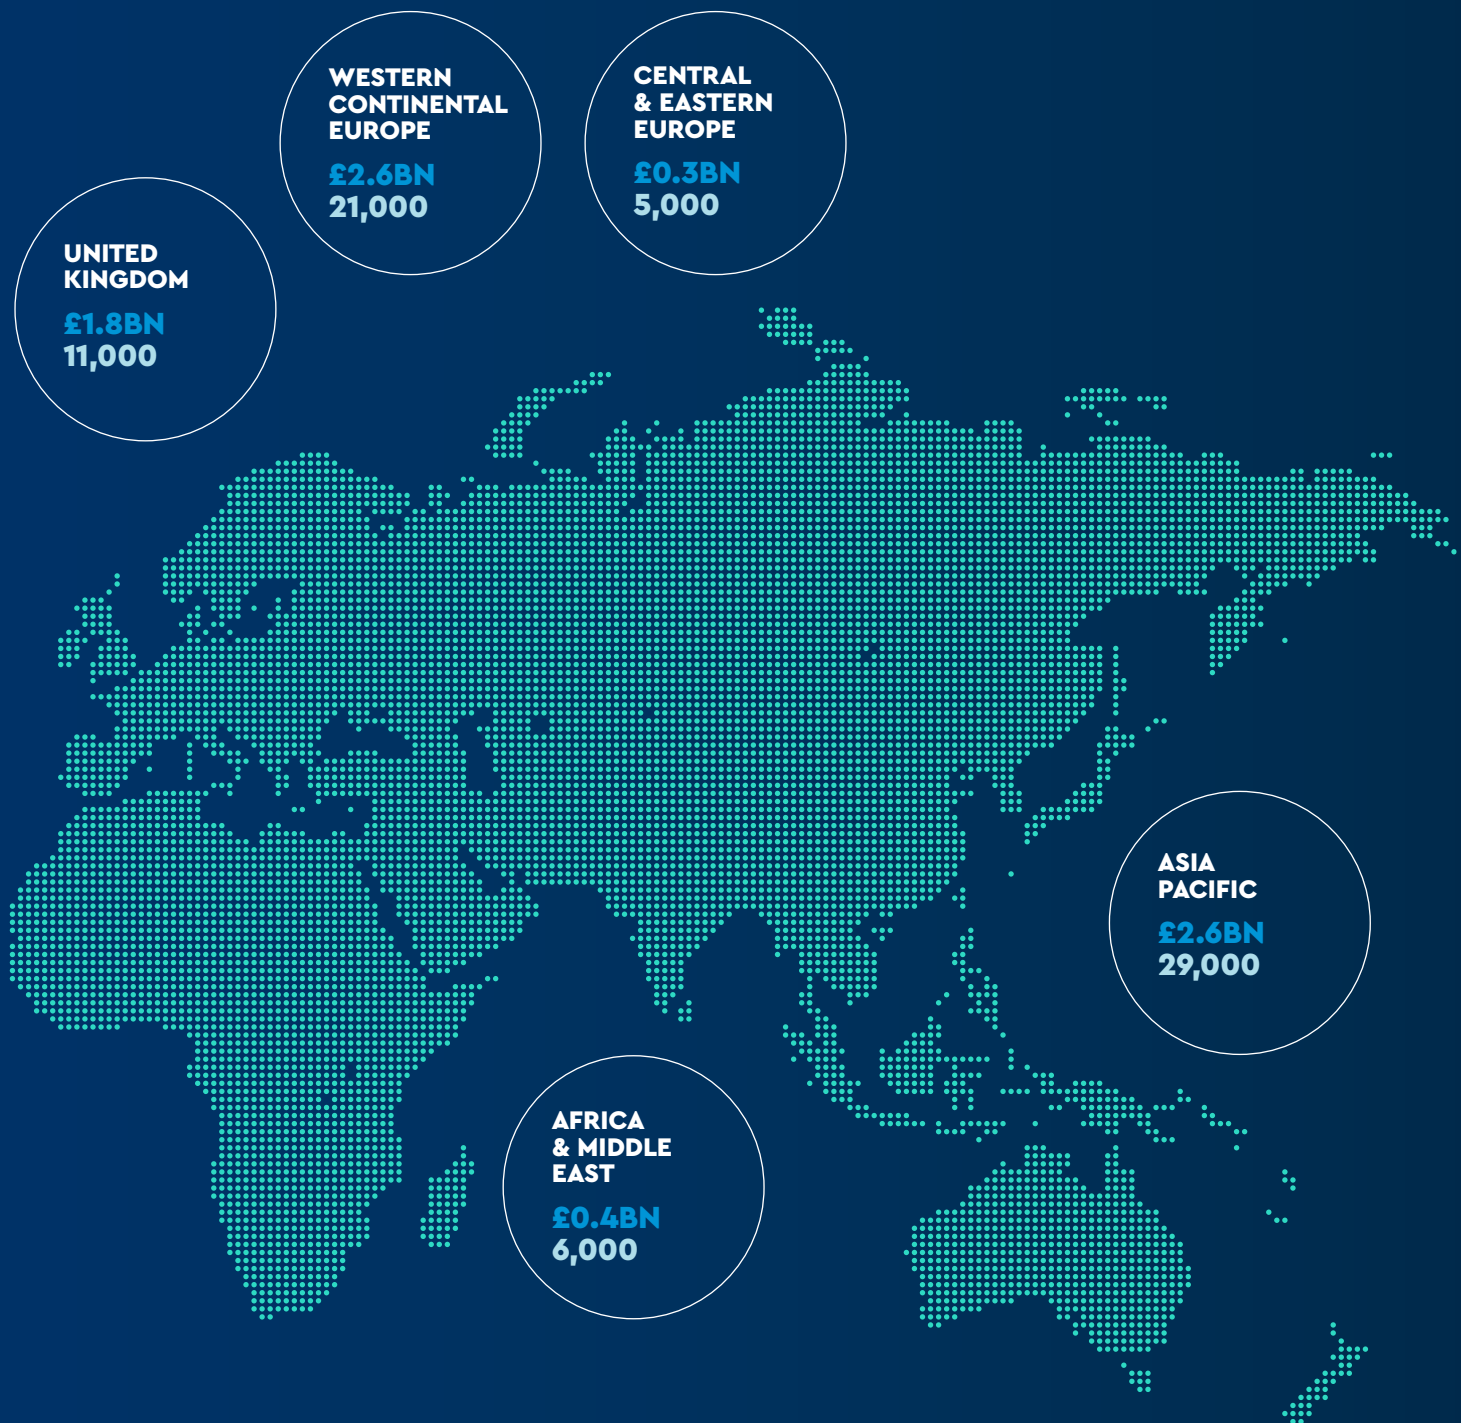 WESTERN
CONTINENTAL
EUROPE
£2.6BN
21,000
CENTRAL
& EASTERN
EUROPE
£0.3BN
5,000
UNITED
KINGDOM
£1.8BN
11,000
ASIA
PACIFIC
£2.6BN
29,000
AFRICA
& MIDDLE
EAST
£0.4BN
6,000